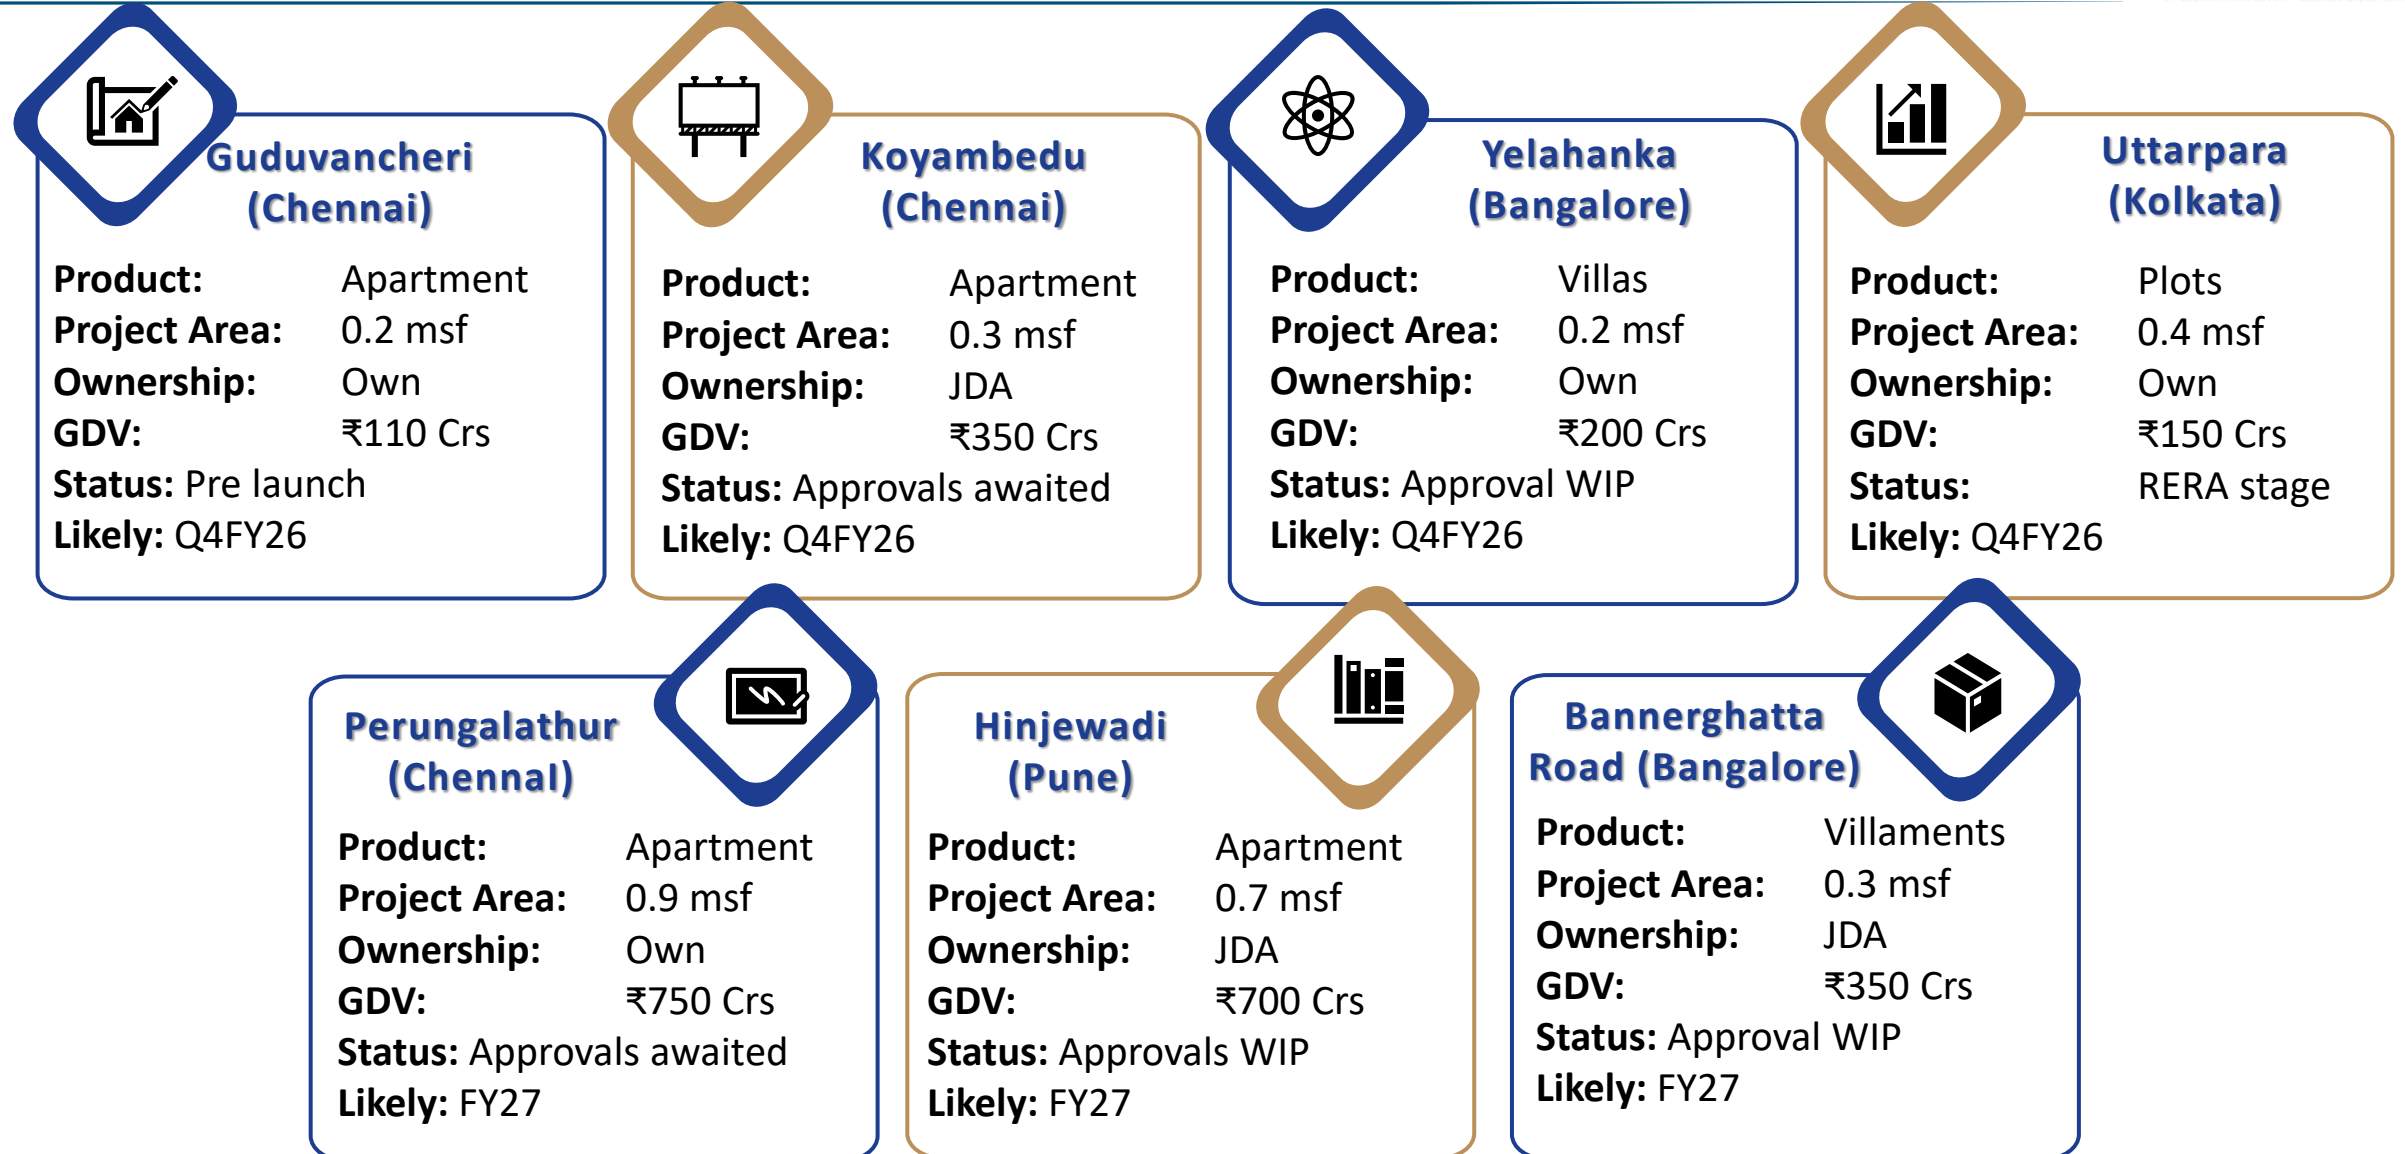 Guduvancheri
(Chennai)
Product: Apartment
Project Area: 0.2 msf
Ownership: Own
GDV: ₹110 Crs
Status: Pre launch
Likely: Q4FY26
Koyambedu
(Chennai)
Product: Apartment
Project Area: 0.3 msf
Ownership: JDA
GDV: ₹350 Crs
Status: Approvals awaited
Likely: Q4FY26
Yelahanka
(Bangalore)
Product: Villas
Project Area: 0.2 msf
Ownership: Own
GDV: ₹200 Crs
Status: Approval WIP
Likely: Q4FY26
Uttarpara
(Kolkata)
Product: Plots
Project Area: 0.4 msf
Ownership: Own
GDV: ₹150 Crs
Status: RERA stage
Likely: Q4FY26
Perungalathur
(ChennaI)
Product: Apartment
Project Area: 0.9 msf
Ownership: Own
GDV: ₹750 Crs
Status: Approvals awaited
Likely: FY27
Hinjewadi
(Pune)
Product: Apartment
Project Area: 0.7 msf
Ownership: JDA
GDV: ₹700 Crs
Status: Approvals WIP
Likely: FY27
Bannerghatta
Road (Bangalore)
Product: Villaments
Project Area: 0.3 msf
Ownership: JDA
GDV: ₹350 Crs
Status: Approval WIP
Likely: FY27